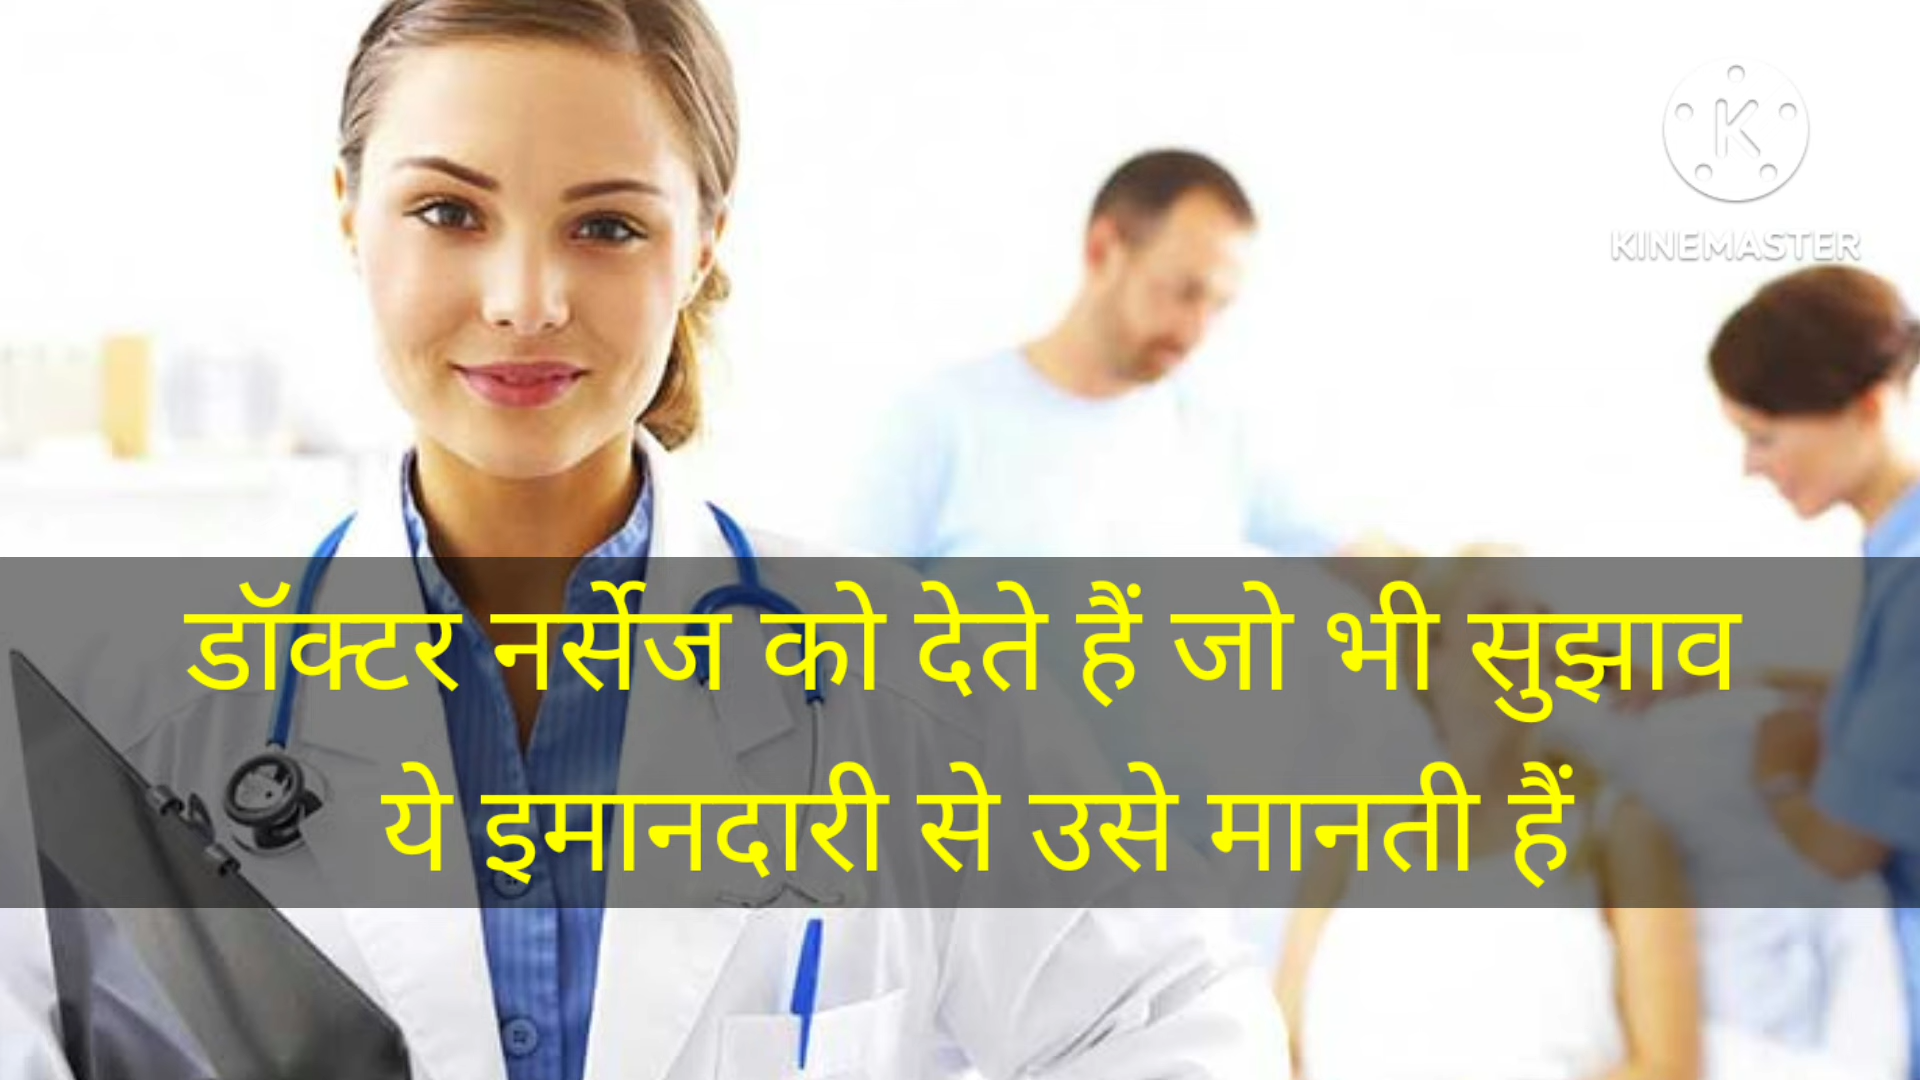 K
KINEMASTER
डॉक्टर नर्सेज को देते हैं जो भी सुझाव
ये इमानदारी से उसे मानती हैं